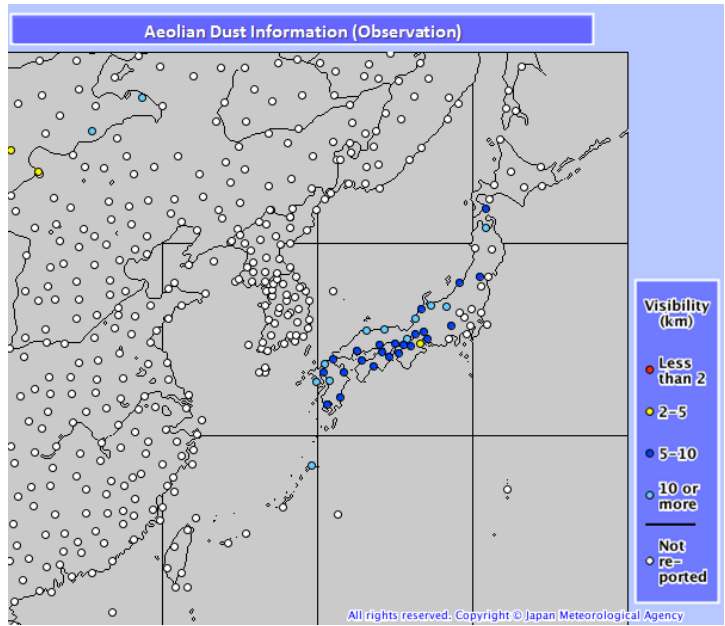 Aeolian Dust Information (Observation)
Visibility
(km)
Less
than 2
2-5
5-10
10 or
more
Not
re-
ported
All rights reserved. Copyright © Japan Meteorological Agency